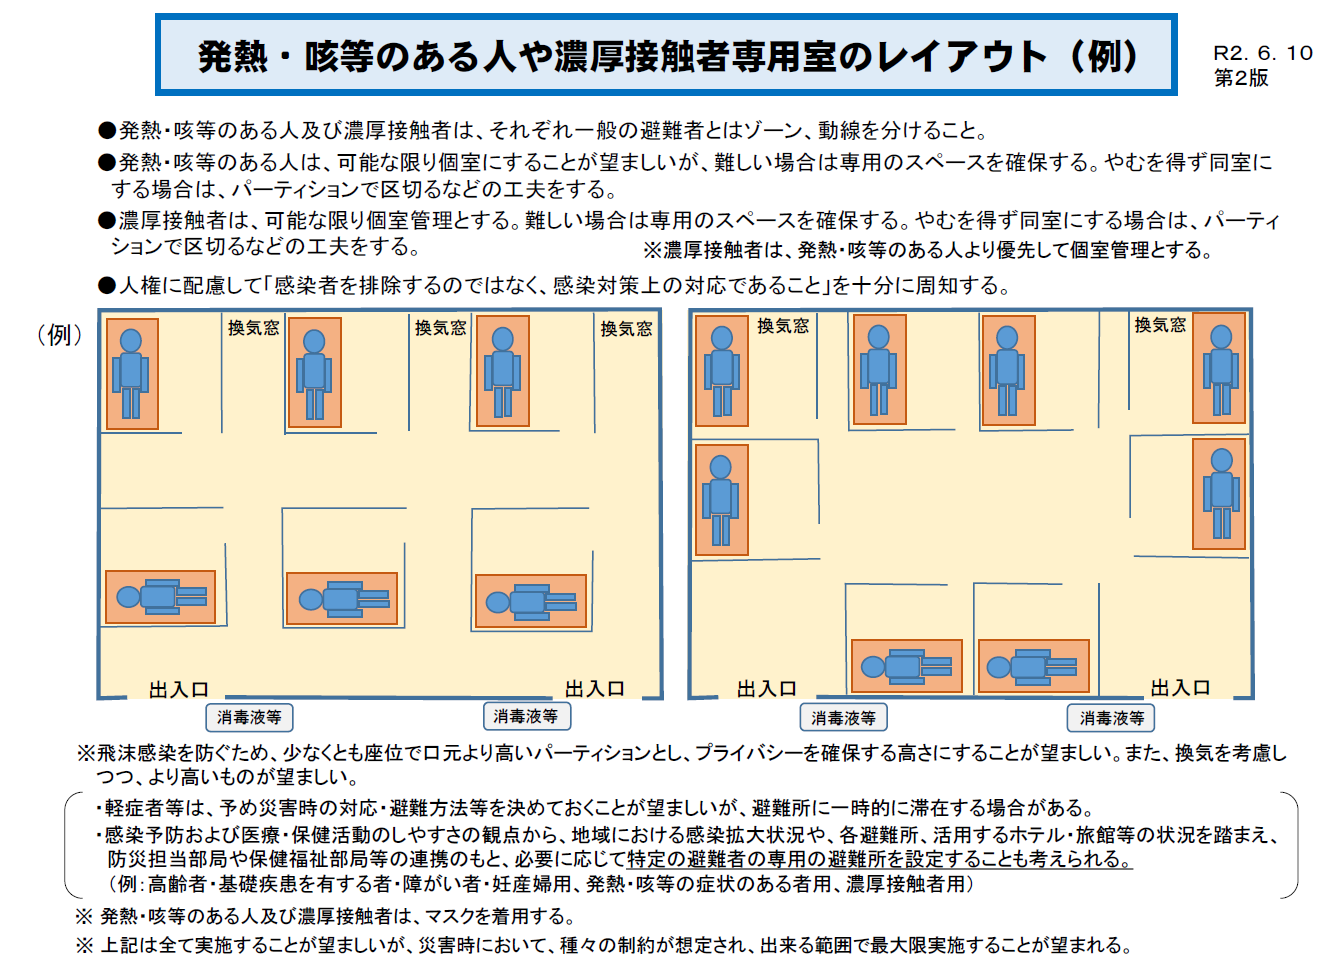 発熱・咳等のある人や濃厚接触者専用室のレイアウト（例）
R2. 6. 10
第2版
●発熱・咳等のある人及び濃厚接触者は、それぞれ一般の避難者とはゾーン、動線を分けること。
●発熱・咳等のある人は、可能な限り個室にすることが望ましいが、難しい場合は専用のスペースを確保する。やむを得ず同室に
する場合は、パーティションで区切るなどの工夫をする。
●濃厚接触者は、可能な限り個室管理とする。難しい場合は専用のスペースを確保する。やむを得ず同室にする場合は、パーティ
ションで区切るなどの工夫をする。
※濃厚接触者は、発熱・咳等のある人より優先して個室管理とする。
●人権に配慮して「感染者を排除するのではなく、感染対策上の対応であること」を十分に周知する。
（例）
換気窓
換気窓
換気窓
換気窓
換気窓
出入口
出入口
出入口
出入口
消毒液等
消毒液等
消毒液等
消毒液等
※飛沫感染を防ぐため、少なくとも座位で口元より高いパーティションとし、プライバシーを確保する高さにすることが望ましい。また、換気を考慮し
つつ、より高いものが望ましい。
・軽症者等は、予め災害時の対応・避難方法等を決めておくことが望ましいが、避難所に一時的に滞在する場合がある。
・感染予防および医療・保健活動のしやすさの観点から、地域における感染拡大状況や、各避難所、活用するホテル・旅館等の状況を踏まえ、
防災担当部局や保健福祉部局等の連携のもと、必要に応じて特定の避難者の専用の避難所を設定することも考えられる。
（例：高齢者・基礎疾患を有する者・障がい者・妊産婦用、発熱・咳等の症状のある者用、濃厚接触者用）
※ 発熱・咳等のある人及び濃厚接触者は、マスクを着用する。
※ 上記は全て実施することが望ましいが、災害時において、種々の制約が想定され、出来る範囲で最大限実施することが望まれる。